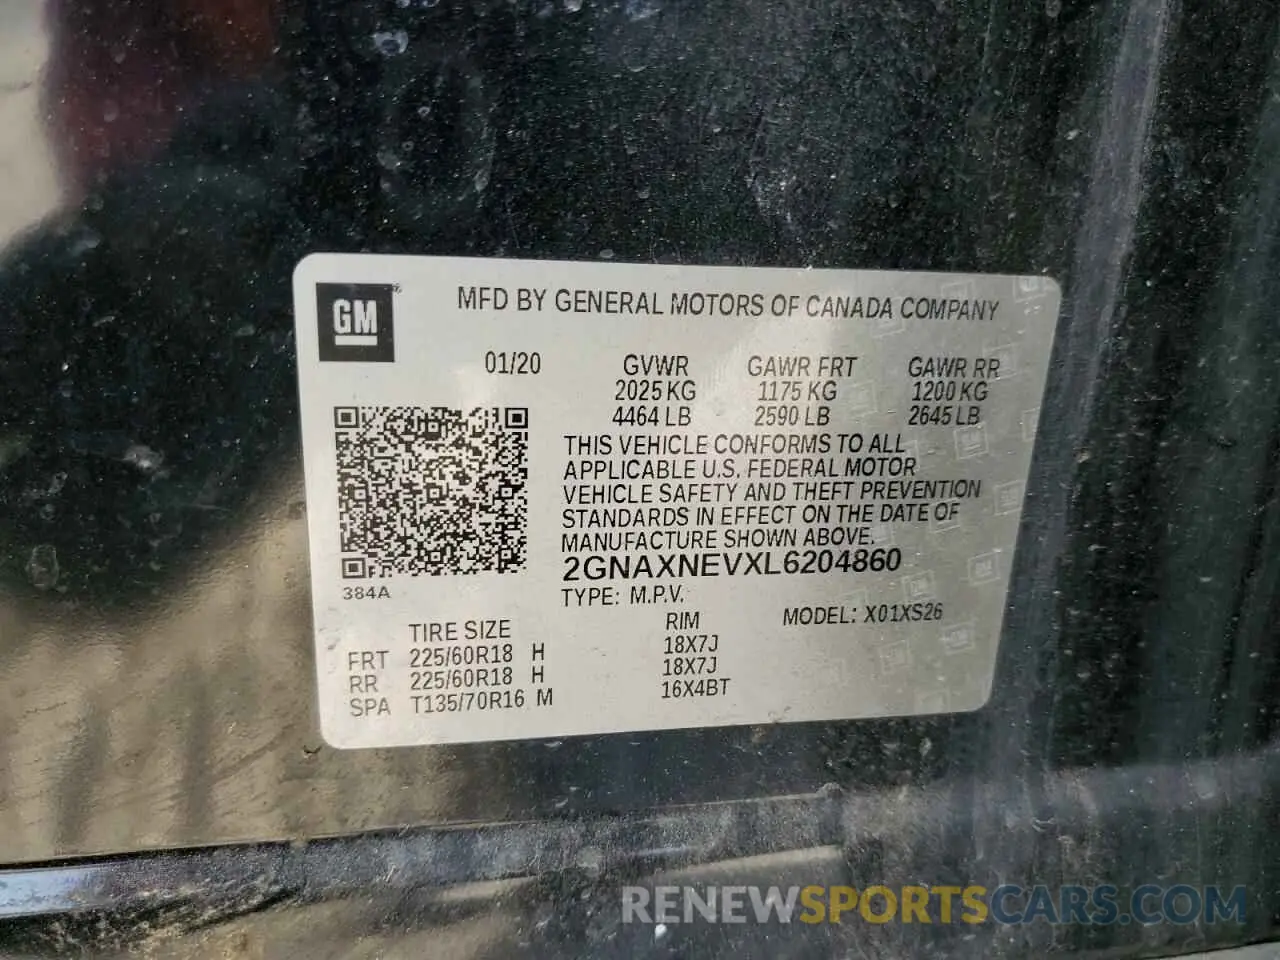 GM
MFD BY GENERAL MOTORS OF CANADA COMPANY
01/20 GVWR GAWR FRT GAWR RR
2025 KG 1175 KG 1200 KG
4464 LB 2590 LB 2645 LB
THIS VEHICLE CONFORMS TO ALL
APPLICABLE U.S. FEDERAL MOTOR
VEHICLE SAFETY AND THEFT PREVENTION
STANDARDS IN EFFECT ON THE DATE OF
MANUFACTURE SHOWN ABOVE.
2GNAXNEVXL6204860
384A
TYPE: M.P.V. MODEL: X01XS26
TIRE SIZE RIM
FRT 225/60R18 H 18X7J
RR 225/60R18 H 18X7J
SPA T135/70R16 M 16X4BT
RENEWSPORTSCARS.COM